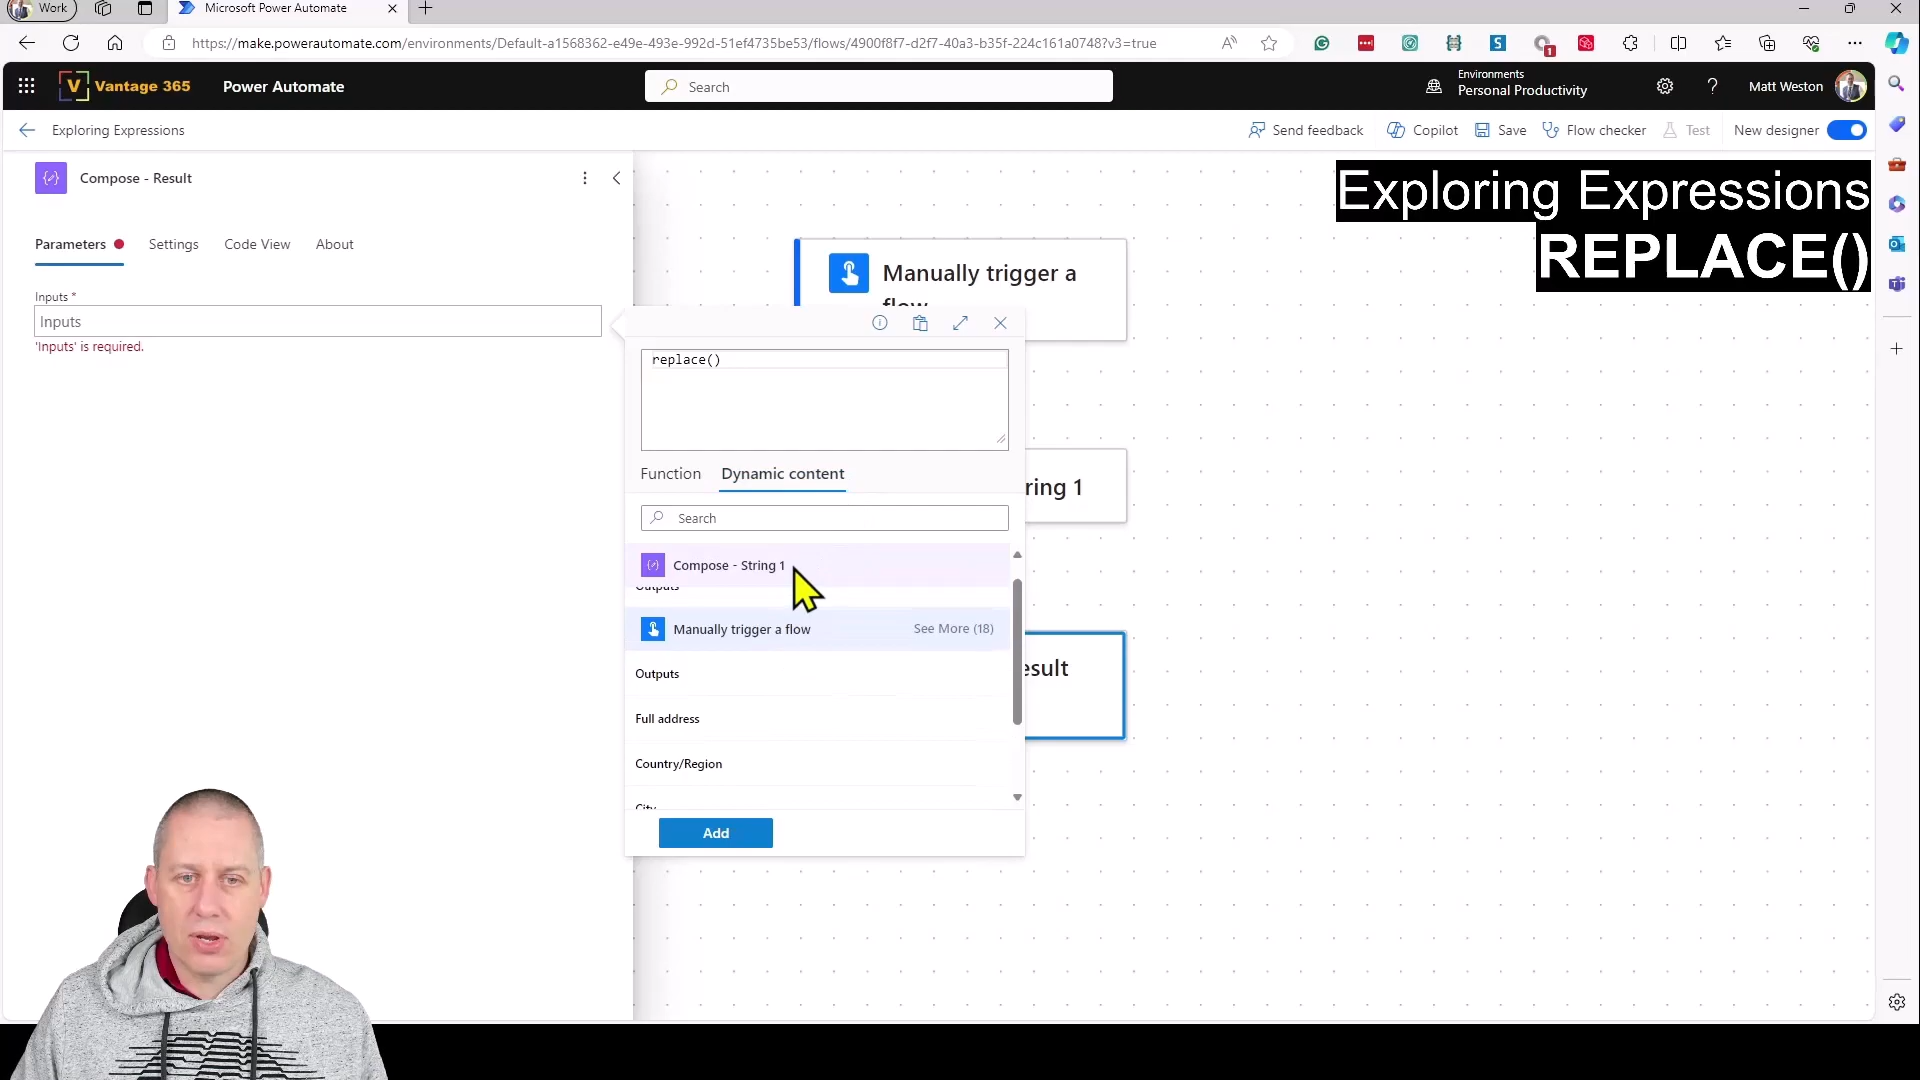 Work
Microsoft Power Automate
https://make.powerautomate.com/environments/Default-a1568362-e49e-493e-992d-51ef4735be53/flows/4900f8f7-d2f7-40a3-b35f-224c161a0748?v3=true
1
V Vantage 365
Power Automate
Search
Environments
Personal Productivity
?
Matt Weston
Exploring Expressions
Send feedback
Copilot
Save
Flow checker
Test
New designer
Compose - Result
Parameters
Settings
Code View
About
Exploring Expressions
REPLACE()
Inputs *
Inputs
'Inputs' is required.
Manually trigger a
flow
replace()
Function
Dynamic content
ring 1
Search
Compose - String 1
Outputs
Manually trigger a flow
See More (18)
Outputs
esult
Full address
Country/Region
City
Add